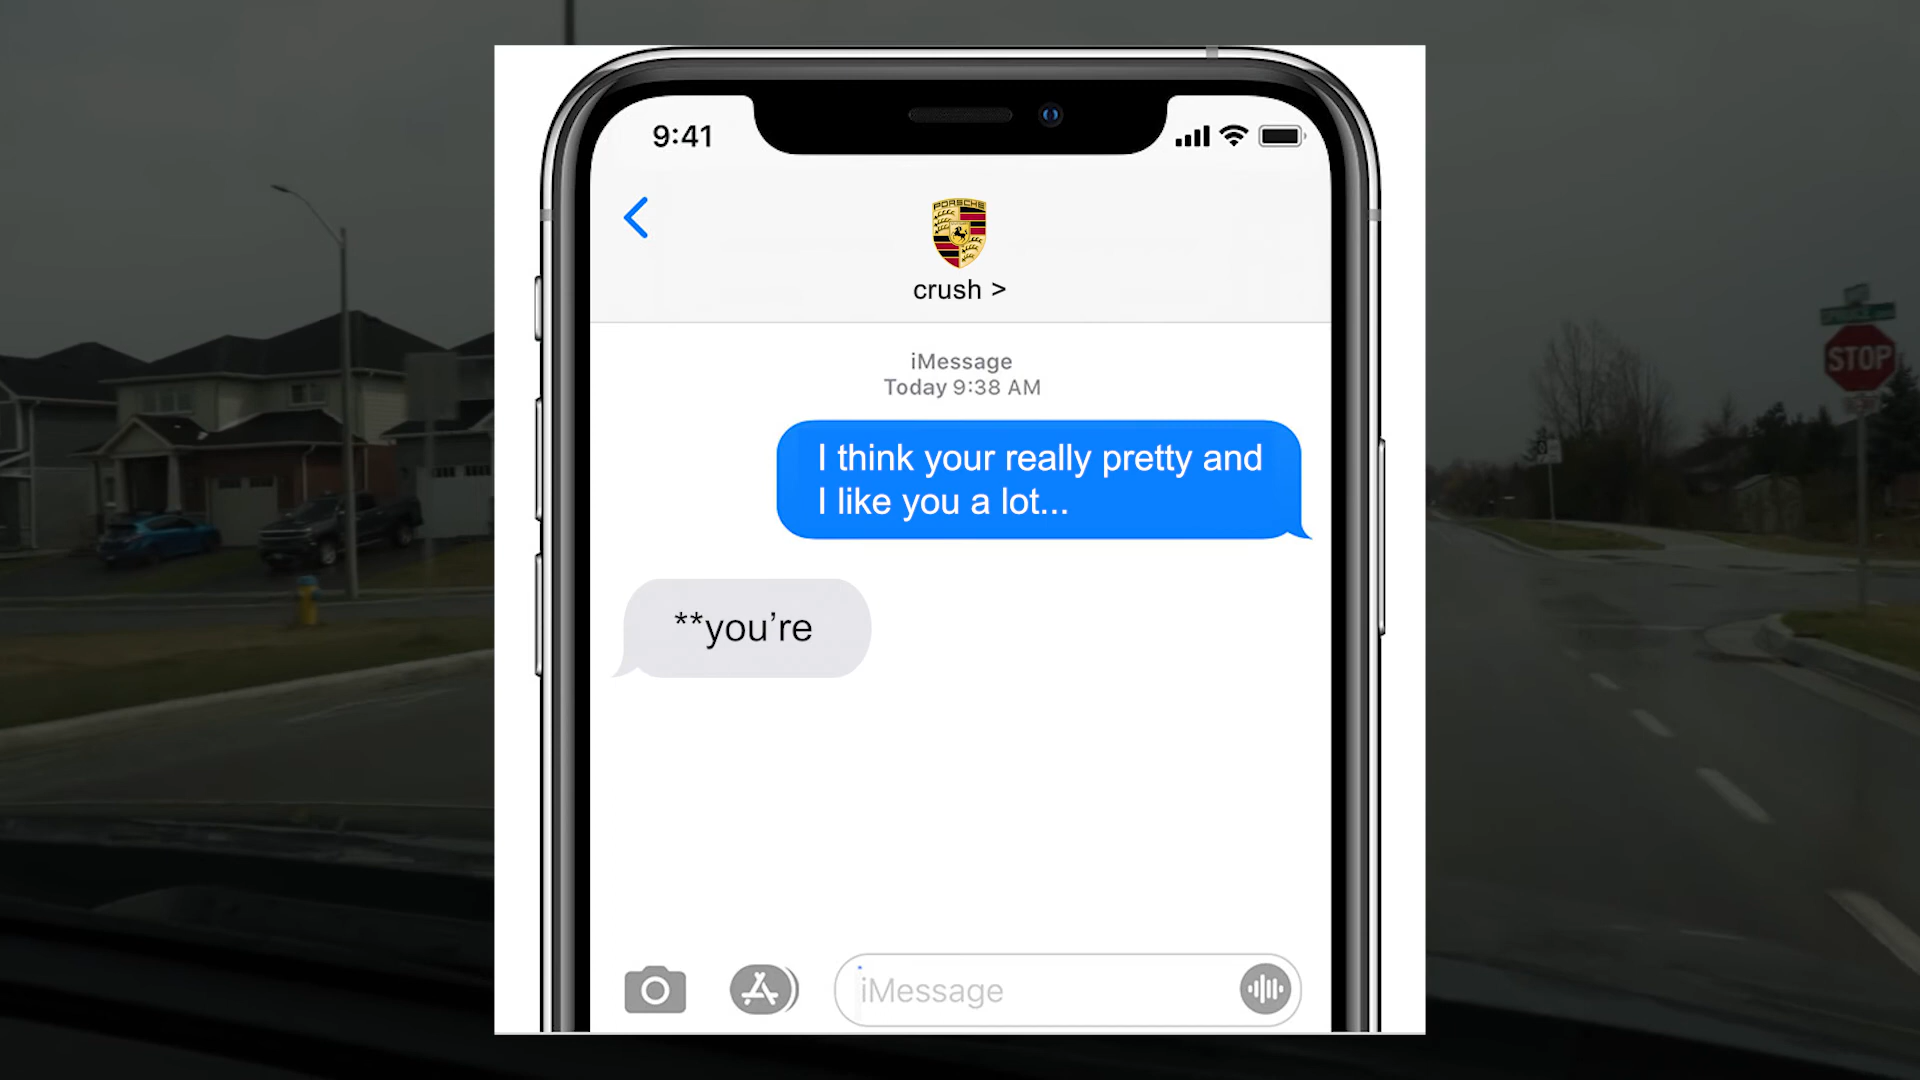 9:41
PORSCHE
crush >
iMessage
Today 9:38 AM
I think your really pretty and
I like you a lot...
**you're
iMessage
STOP